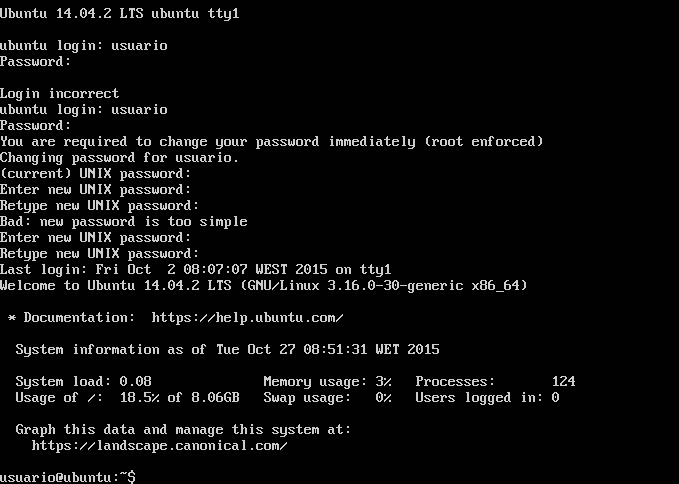 Ubuntu 14.04.2 LTS ubuntu tty1
ubuntu login: usuario
Password:
Login incorrect
ubuntu login: usuario
Password:
You are required to change your password immediately (root enforced)
Changing password for usuario.
(current) UNIX password:
Enter new UNIX password:
Retype new UNIX password:
Bad: new password is too simple
Enter new UNIX password:
Retype new UNIX password:
Last login: Fri Oct  2 08:07:07 WEST 2015 on tty1
Welcome to Ubuntu 14.04.2 LTS (GNU/Linux 3.16.0-30-generic x86_64)
* Documentation:  https://help.ubuntu.com/
System information as of Tue Oct 27 08:51:31 WET 2015
System load: 0.08              Memory usage: 3%   Processes:       124
Usage of /:  18.5% of 8.06GB   Swap usage:   0%   Users logged in: 0
Graph this data and manage this system at:
https://landscape.canonical.com/
usuario@ubuntu:~$